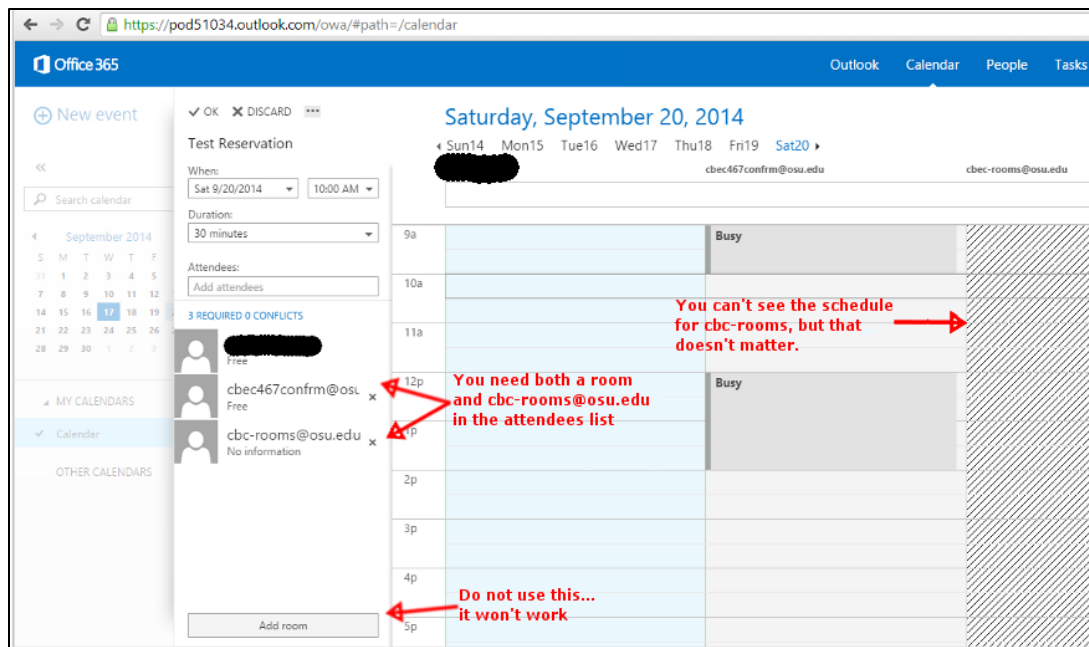 https://pod51034.outlook.com/owa/#path=/calendar
Office 365
Outlook Calendar People Tasks
New event
OK DISCARD ···
Saturday, September 20, 2014
Test Reservation
Sun14 Mon15 Tue16 Wed17 Thu18 Fri19 Sat20
cbec467confrm@osu.edu
cbec-rooms@osu.edu
«
When:
Sat 9/20/2014 10:00 AM
Search calendar
Duration:
30 minutes
September 2014
S M T W T F
31 1 2 3 4 5
7 8 9 10 11 12
14 15 16 17 18 19
21 22 23 24 25 26
28 29 30 1 2 3
Attendees:
Add attendees
3 REQUIRED 0 CONFLICTS
Free
cbec467confrm@osu
Free
cbc-rooms@osu.edu
No information
MY CALENDARS
Calendar
OTHER CALENDARS
Add room
9a
10a
11a
12p
1p
2p
3p
4p
5p
Busy
Busy
You can't see the schedule
for cbc-rooms, but that
doesn't matter.
You need both a room
and cbc-rooms@osu.edu
in the attendees list
Do not use this...
it won't work